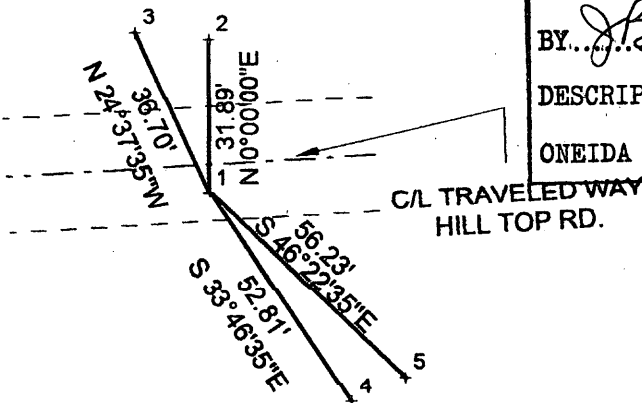 3
2
BY
DESCRIP
ONEIDA
N 24°37'35"W
36.70'
31.89'
N 0°00'00"E
1
C/L TRAVELED WAY
HILL TOP RD.
56.23'
S 46°22'35"E
52.81'
S 33°46'35"E
5
4